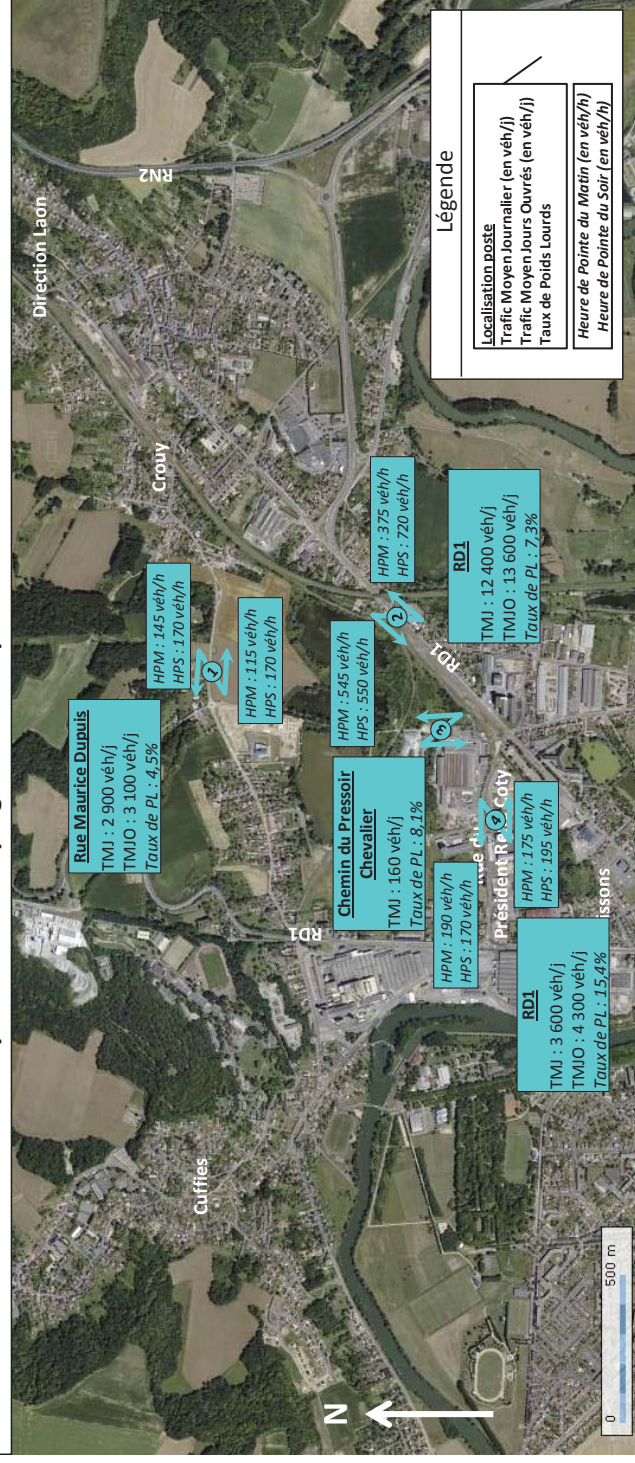 Direction Laon
RN2
Crouy
Cuffies
RD1
RD1
Président René Coty
issons
Rue Maurice Dupuis
TMJ : 2 900 véh/j
TMJO : 3 100 véh/j
Taux de PL : 4,5%
HPM : 145 véh/h
HPS : 170 véh/h
1
HPM : 115 véh/h
HPS : 170 véh/h
HPM : 545 véh/h
HPS : 550 véh/h
2
HPM : 375 véh/h
HPS : 720 véh/h
RD1
TMJ : 12 400 véh/j
TMJO : 13 600 véh/j
Taux de PL : 7,3%
Chemin du Pressoir
Chevalier
TMJ : 160 véh/j
Taux de PL : 8,1%
3
HPM : 190 véh/h
HPS : 170 véh/h
4
HPM : 175 véh/h
HPS : 195 véh/h
RD1
TMJ : 3 600 véh/j
TMJO : 4 300 véh/j
Taux de PL : 15,4%
Légende
Localisation poste
Trafic Moyen Journalier (en véh/j)
Trafic Moyen Jours Ouvrés (en véh/j)
Taux de Poids Lourds
Heure de Pointe du Matin (en véh/h)
Heure de Pointe du Soir (en véh/h)
N
0 500 m